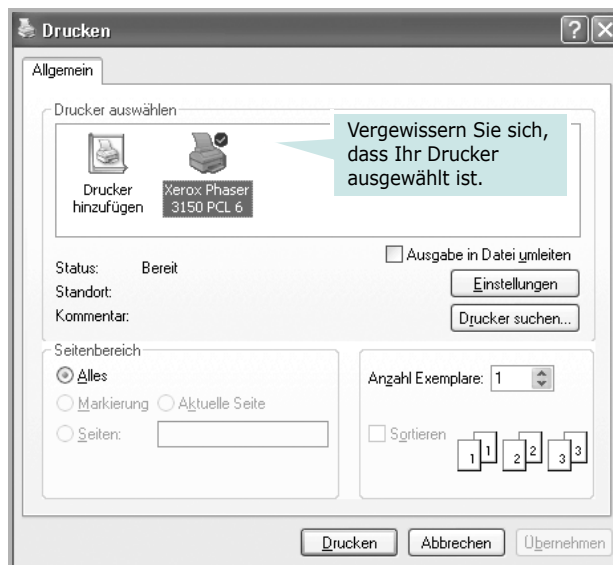 Drucken
Allgemein
Drucker auswählen
Drucker
hinzufügen
Xerox Phaser
3150 PCL 6
Vergewissern Sie sich,
dass Ihr Drucker
ausgewählt ist.
Status: Bereit
Standort:
Kommentar:
Ausgabe in Datei umleiten
Einstellungen
Drucker suchen...
Seitenbereich
Alles
Markierung Aktuelle Seite
Seiten:
Anzahl Exemplare: 1
Sortieren
1 1 2 2 3 3
Drucken Abbrechen Übernehmen